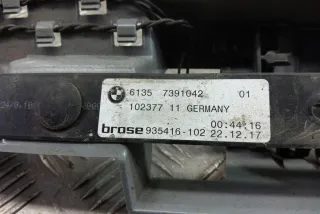 6135 7391042 01
102377 11 GERMANY
00:44:16
brose 935416-102 22.12.17